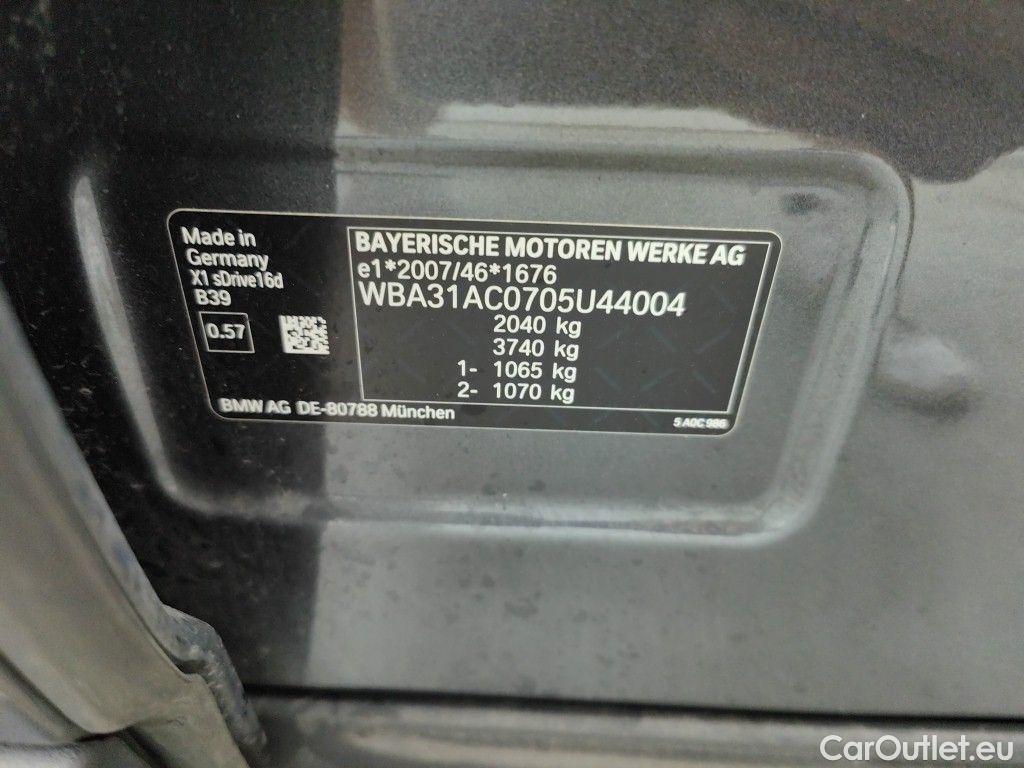 Made in
Germany
X1 sDrive16d
B39
0.57
BAYERISCHE MOTOREN WERKE AG
e1*2007/46*1676
WBA31AC0705U44004
2040 kg
3740 kg
1- 1065 kg
2- 1070 kg
BMW AG DE-80788 München
5 A0C 986
CarOutlet.eu